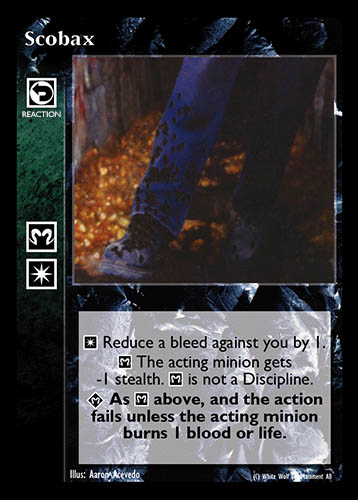 Scobax
REACTION
Reduce a bleed against you by 1.
The acting minion gets
-1 stealth. is not a Discipline.
As above, and the action
fails unless the acting minion
burns 1 blood or life.
Illus: Aaron Acevedo
(C) White Wolf Entertainment AB